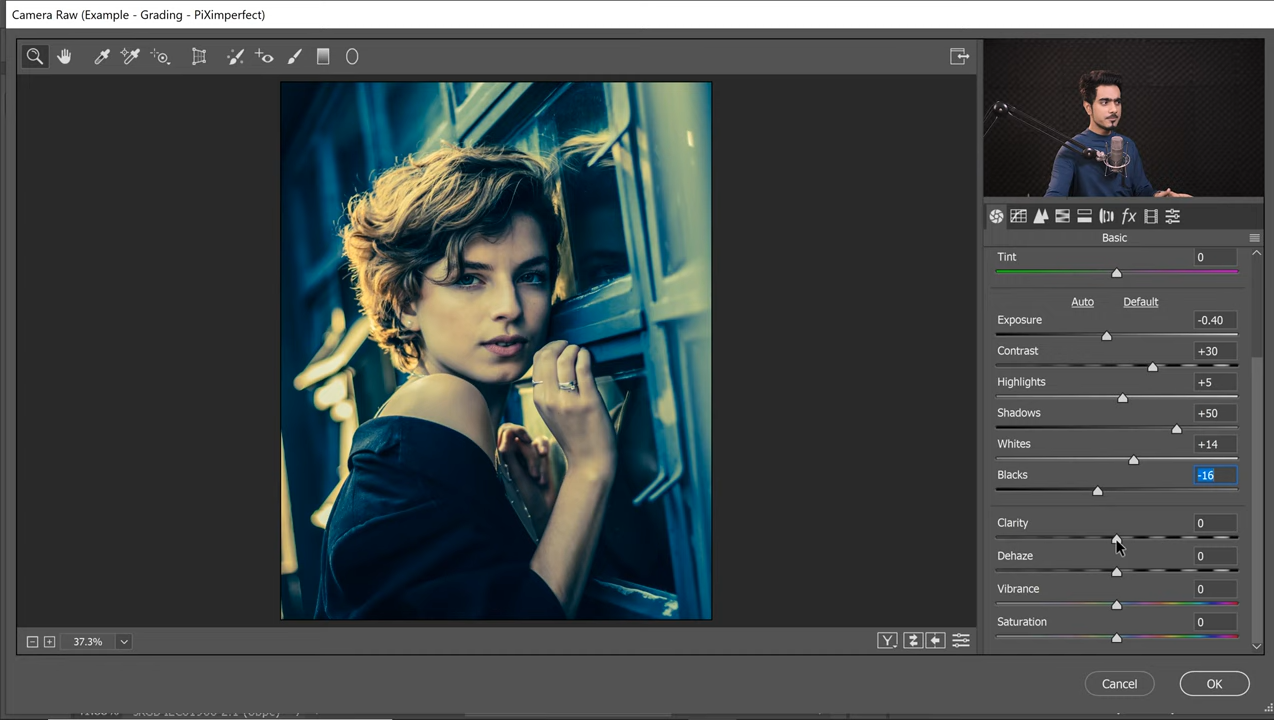 Camera Raw (Example - Grading - PiXimperfect)
fx
Basic
Tint 0
Auto Default
Exposure -0.40
Contrast +30
Highlights +5
Shadows +50
Whites +14
Blacks -16
Clarity 0
Dehaze 0
Vibrance 0
Saturation 0
37.3%
Y
Cancel OK